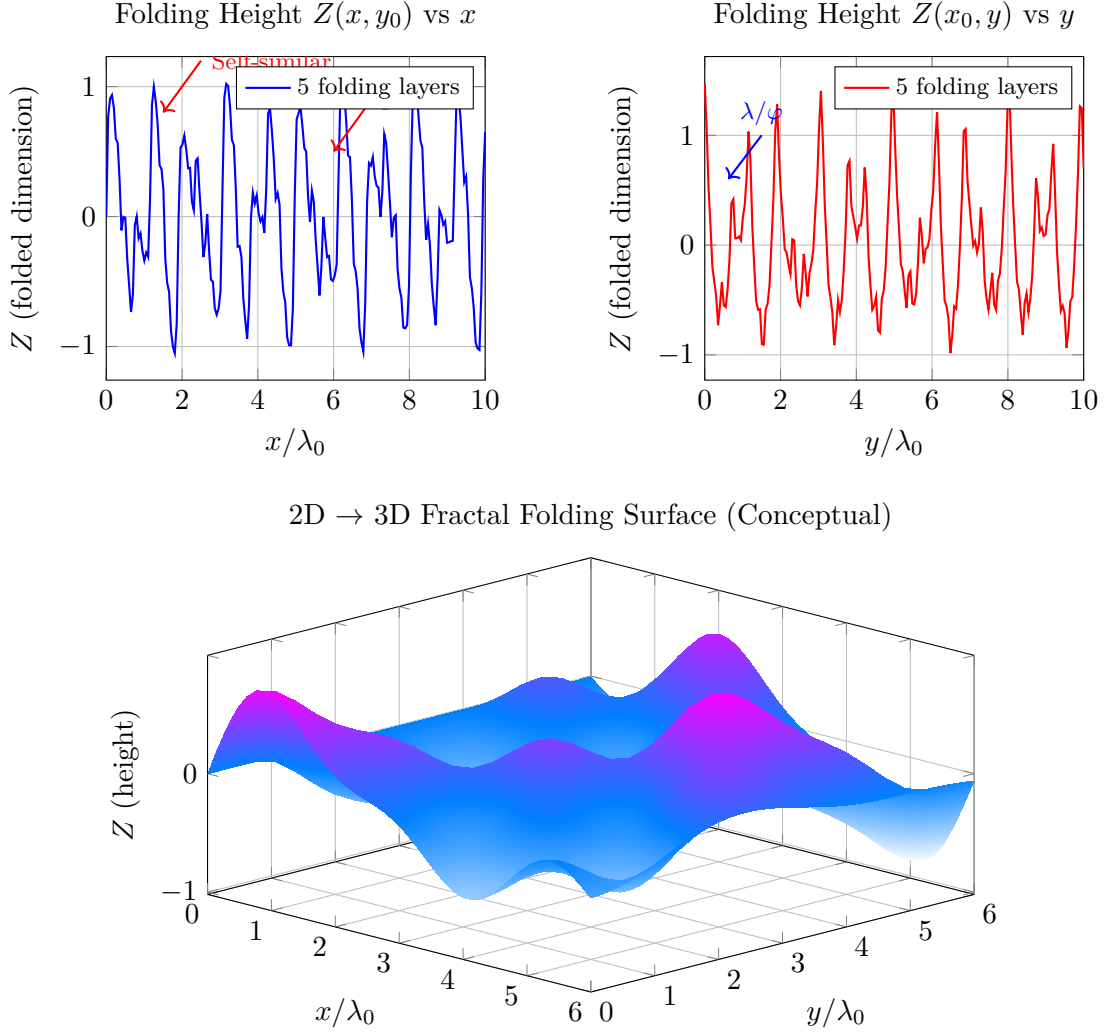 Folding Height Z(x, y₀) vs x
Self-similar
5 folding layers
Z (folded dimension)
1
0
−1
0 2 4 6 8 10
x/λ₀
Folding Height Z(x₀, y) vs y
5 folding layers
λ/φ
Z (folded dimension)
1
0
−1
0 2 4 6 8 10
y/λ₀
2D → 3D Fractal Folding Surface (Conceptual)
Z (height)
0
−1
0 1 2 3 4 5 6
x/λ₀
0 1 2 3 4 5 6
y/λ₀